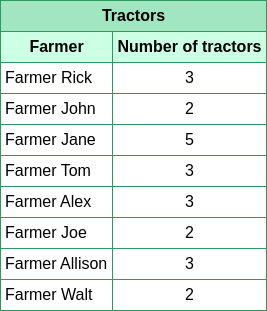 Tractors
Farmer Number of tractors
Farmer Rick 3
Farmer John 2
Farmer Jane 5
Farmer Tom 3
Farmer Alex 3
Farmer Joe 2
Farmer Allison 3
Farmer Walt 2